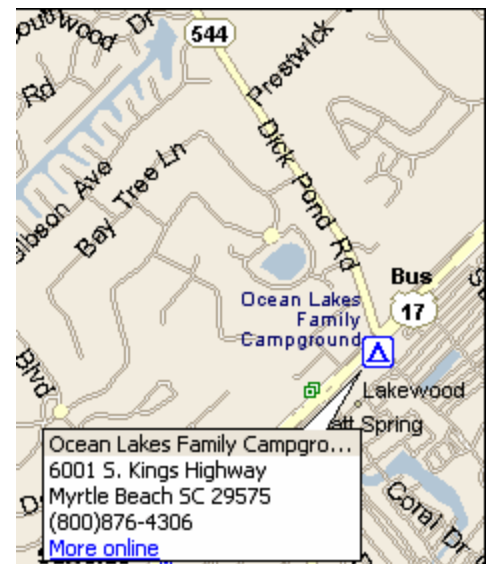 Dr
544
Rd
Prestwick
Dick Pond Rd
Ave
Bay Tree Ln
Bus
17
Ocean Lakes
Family
Campground
Blvd
Lakewood
Spring
Ocean Lakes Family Campgro...
6001 S. Kings Highway
Myrtle Beach SC 29575
(800)876-4306
More online
Coral Dr